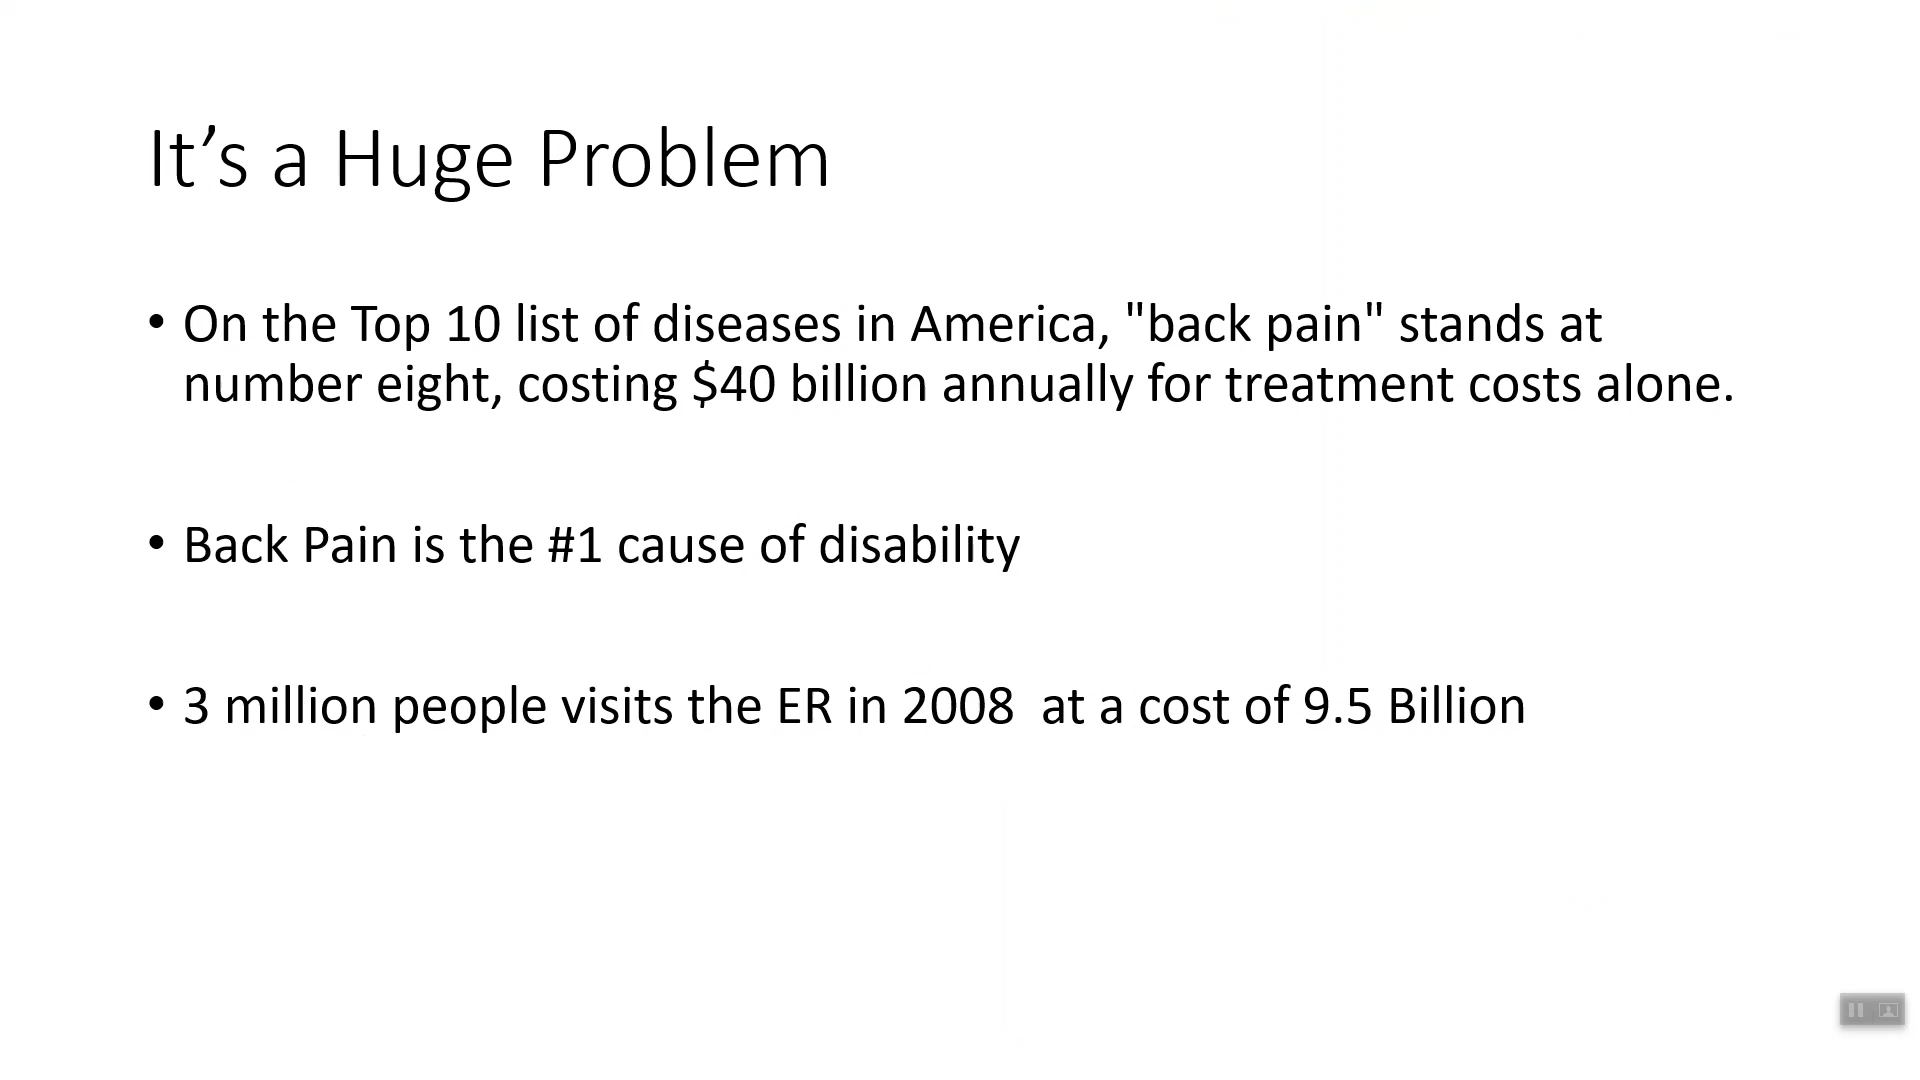 It’s a Huge Problem
• On the Top 10 list of diseases in America, "back pain" stands at
number eight, costing $40 billion annually for treatment costs alone.
• Back Pain is the #1 cause of disability
• 3 million people visits the ER in 2008  at a cost of 9.5 Billion